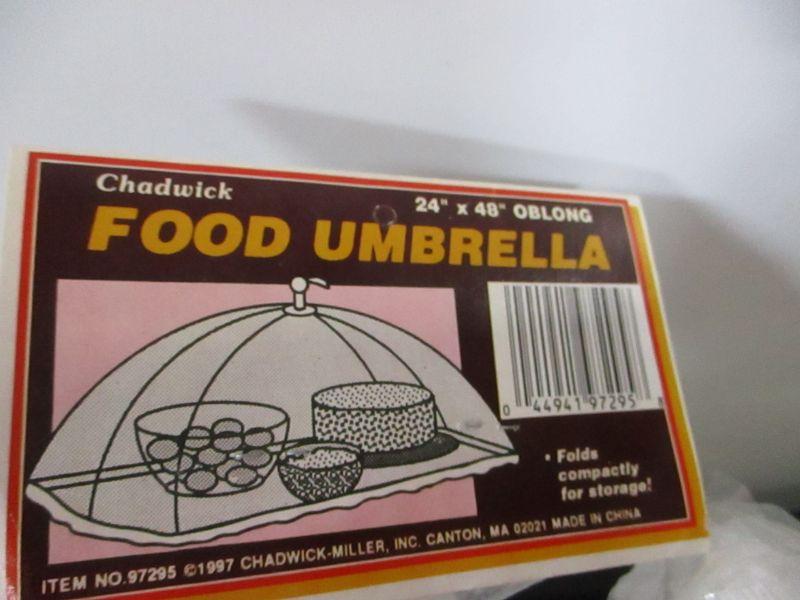 Chadwick
24" x 48" OBLONG
FOOD UMBRELLA
0 44941 97295 8
• Folds
compactly
for storage!
ITEM NO.97295 ©1997 CHADWICK-MILLER, INC. CANTON, MA 02021 MADE IN CHINA